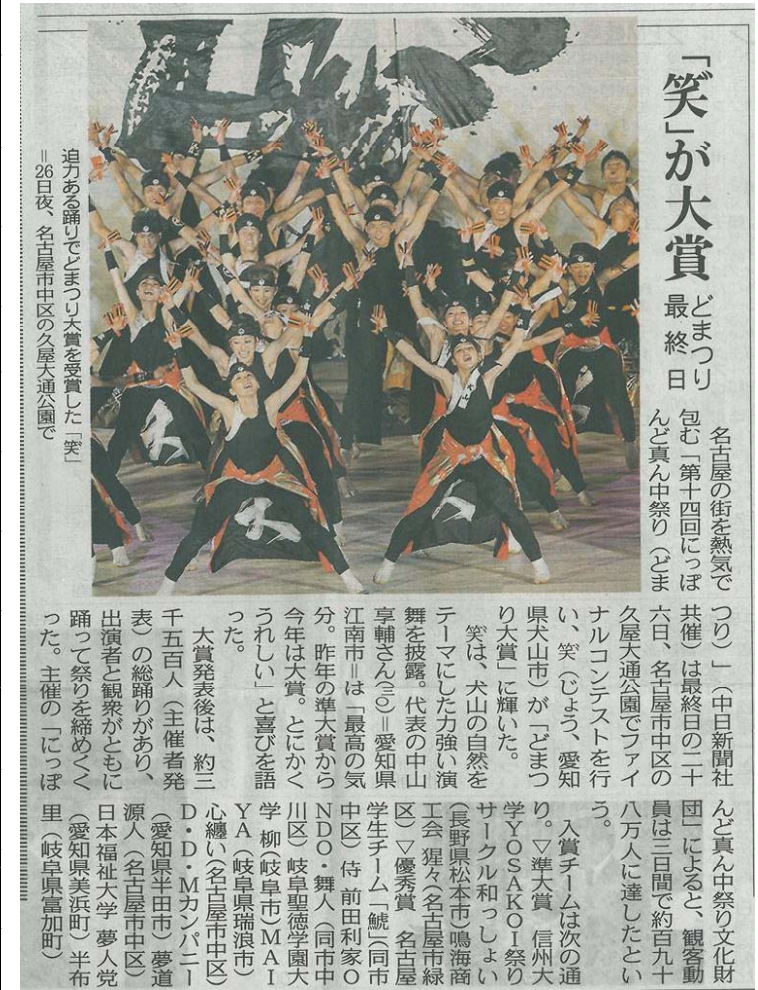 「笑」が大賞
どまつり
最終日
迫力ある踊りでどまつり大賞を受賞した「笑」
＝26日夜、名古屋市中区の久屋大通公園で
名古屋の街を熱気で
包む「第十四回にっぽ
んど真ん中祭り（どま
つり）」（中日新聞社
共催）は最終日の二十
六日、名古屋市中区の
久屋大通公園でファイ
ナルコンテストを行
い、笑（じょう、愛知
県犬山市）が「どまつ
り大賞」に輝いた。
笑は、犬山の自然を
テーマにした力強い演
舞を披露。代表の中山
享輔さん(三〇)＝愛知県
江南市＝は「最高の気
分。昨年の準大賞から
今年は大賞。とにかく
うれしい」と喜びを語
った。
大賞発表後は、約三
千五百人（主催者発
表）の総踊りがあり、
出演者と観衆がともに
踊って祭りを締めくく
った。主催の「にっぽ
んど真ん中祭り文化財
団」によると、観客動
員は三日間で約百九十
八万人に達したとい
う。
入賞チームは次の通
り。▽準大賞　信州大
学ＹＯＳＡＫＯＩ祭り
サークル和っしょい
（長野県松本市）鳴海商
工会 猩々（名古屋市緑
区）▽優秀賞　名古屋
学生チーム「鯱」（同市
中区）侍 前田利家Ｏ
ＮＤＯ・舞人（同市中
川区）岐阜聖徳学園大
学 柳（岐阜市）ＭＡＩ
ＹＡ（岐阜県瑞浪市）
心纏い（名古屋市中区）
Ｄ・Ｄ・Ｍカンパニー
（愛知県半田市）夢道
源人（名古屋市中区）
日本福祉大学 夢人党
（愛知県美浜町）半布
里（岐阜県富加町）